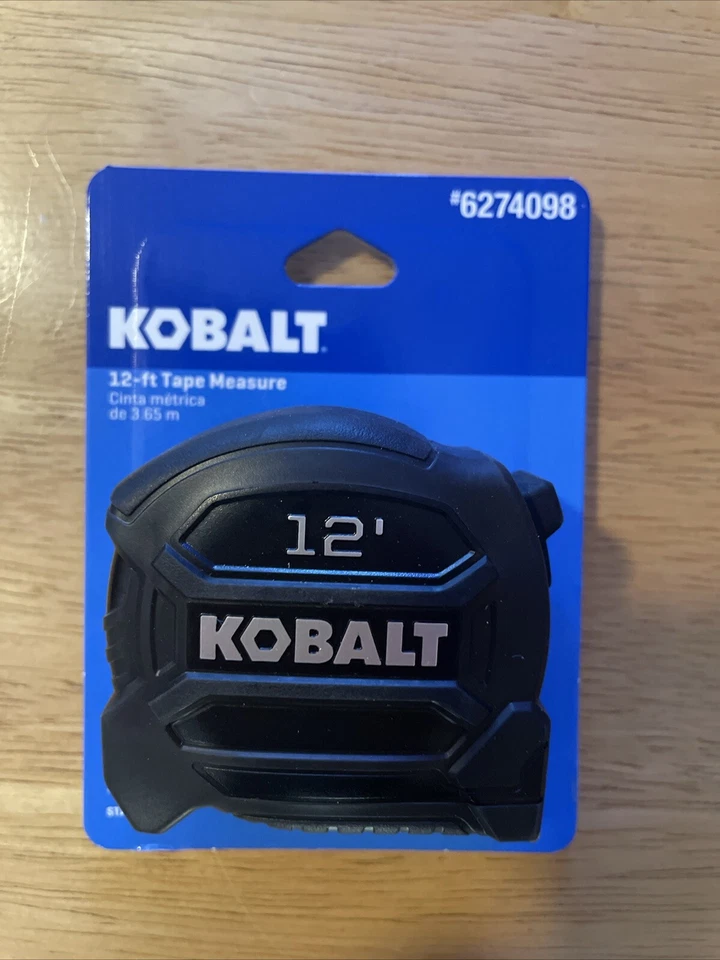 #6274098
KOBALT
12-ft Tape Measure
Cinta métrica
de 3.65 m
12'
KOBALT